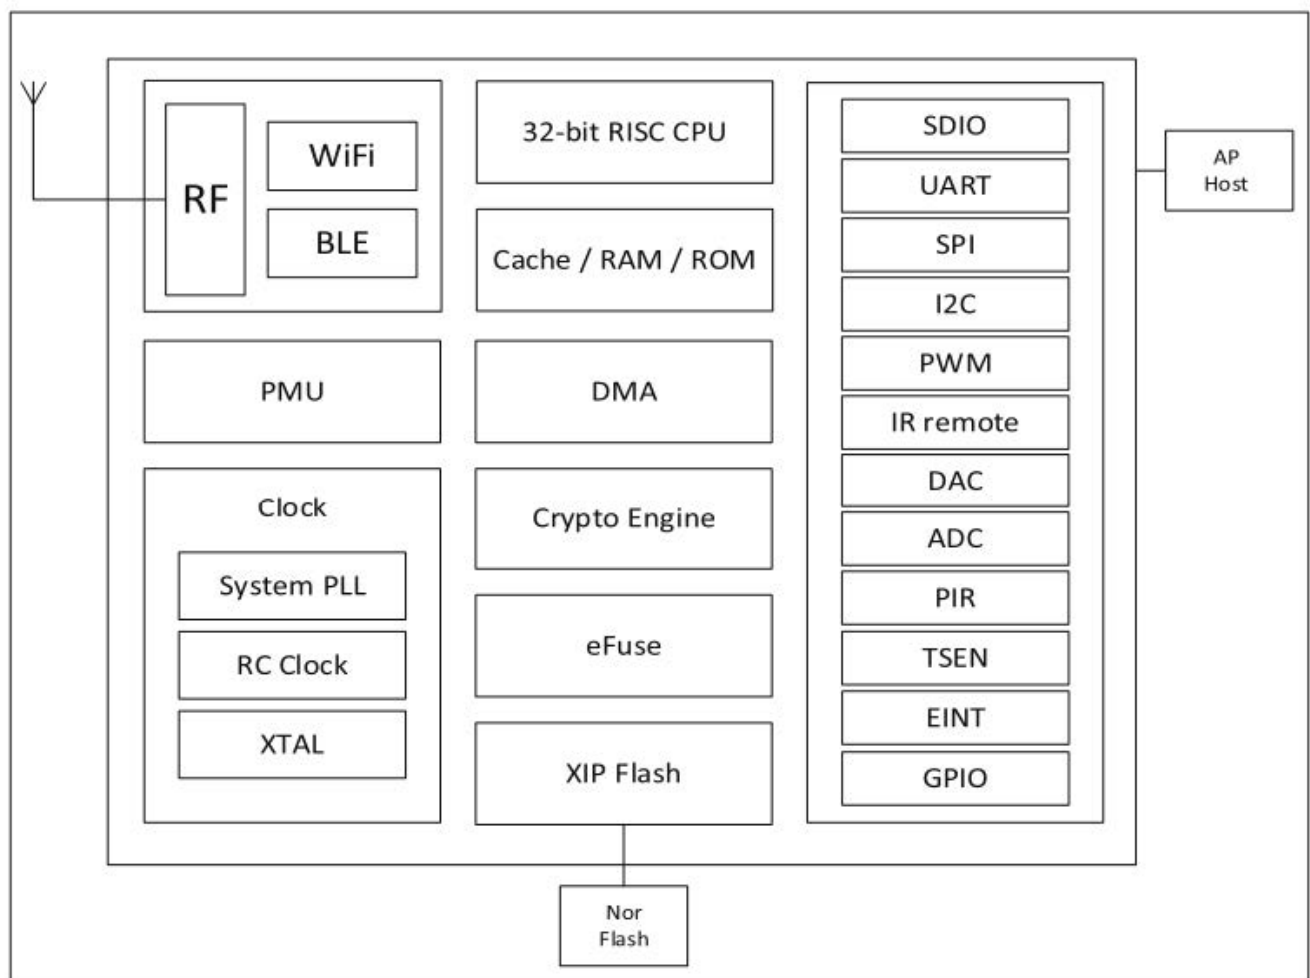 RF
WiFi
BLE
PMU
Clock
System PLL
RC Clock
XTAL
32-bit RISC CPU
Cache / RAM / ROM
DMA
Crypto Engine
eFuse
XIP Flash
SDIO
UART
SPI
I2C
PWM
IR remote
DAC
ADC
PIR
TSEN
EINT
GPIO
AP
Host
Nor
Flash